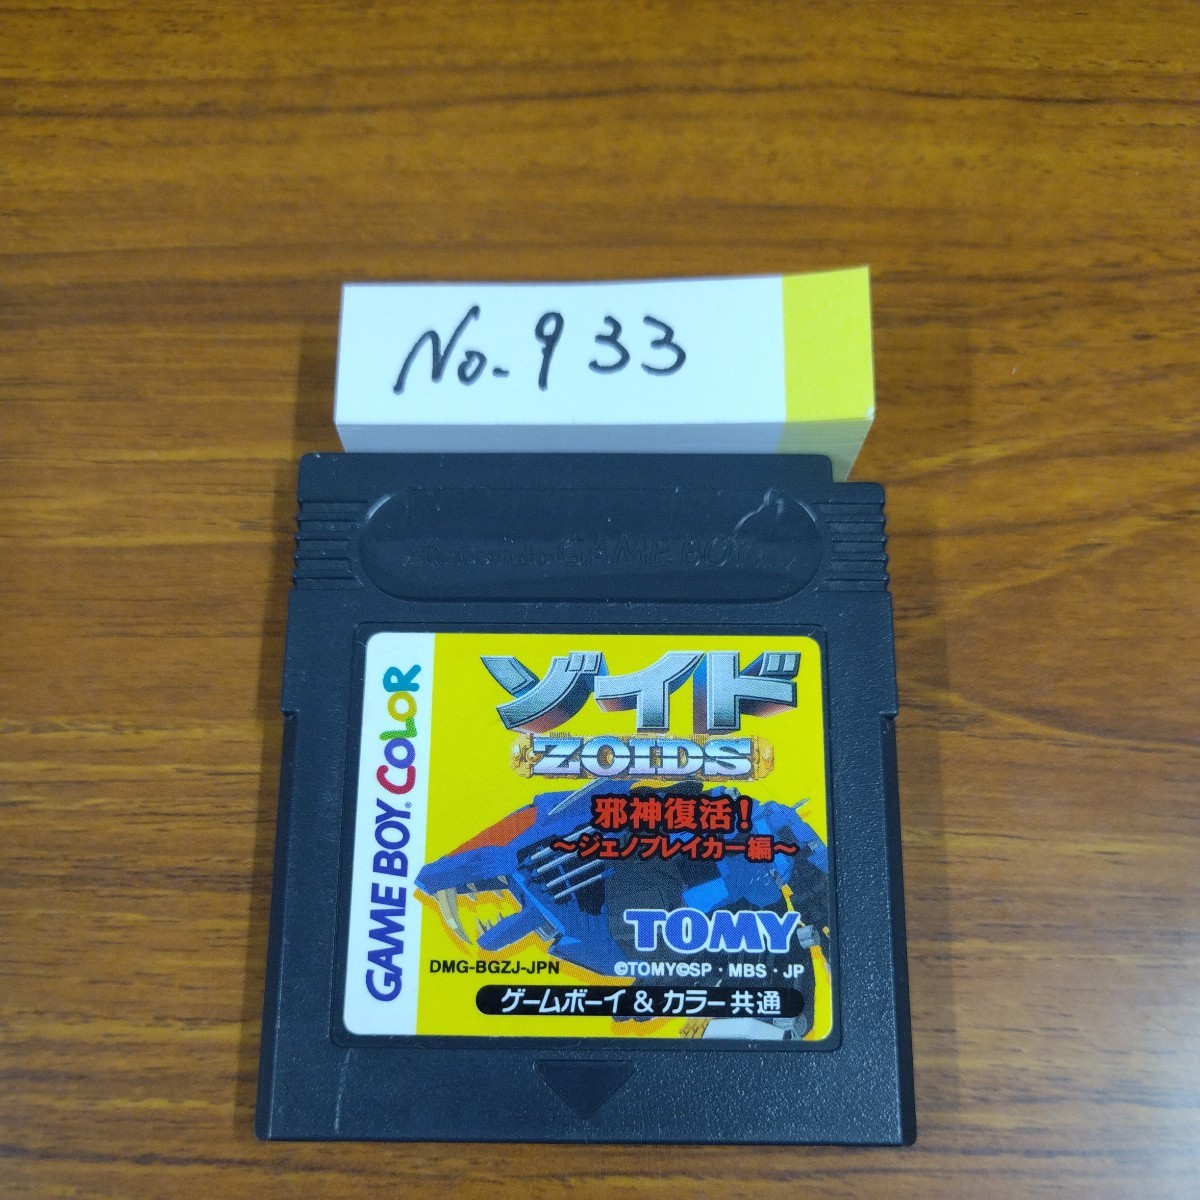 No. 933
Nintendo GAME BOY
GAME BOY COLOR
ゾイド
ZOIDS
邪神復活!
〜ジェノブレイカー編〜
TOMY
DMG-BGZJ-JPN
©TOMY©SP・MBS・JP
ゲームボーイ & カラー共通